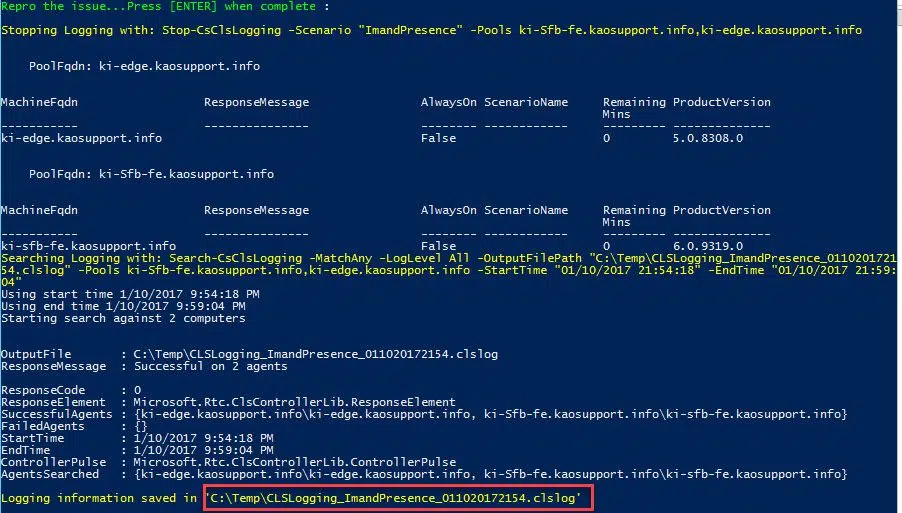 Repro the issue...Press [ENTER] when complete :
Stopping Logging with: Stop-CsClsLogging -Scenario "ImandPresence" -Pools ki-Sfb-fe.kaosupport.info,ki-edge.kaosupport.info
PoolFqdn: ki-edge.kaosupport.info
MachineFqdn ResponseMessage AlwaysOn ScenarioName Remaining ProductVersion
Mins
----------- --------------- -------- ------------ --------- --------------
ki-edge.kaosupport.info False 0 5.0.8308.0
PoolFqdn: ki-Sfb-fe.kaosupport.info
MachineFqdn ResponseMessage AlwaysOn ScenarioName Remaining ProductVersion
Mins
----------- --------------- -------- ------------ --------- --------------
ki-sfb-fe.kaosupport.info False 0 6.0.9319.0
Searching Logging with: Search-CsClsLogging -MatchAny -LogLevel All -OutputFilePath "C:\Temp\CLSLogging_ImandPresence_0110201721
54.clslog" -Pools ki-Sfb-fe.kaosupport.info,ki-edge.kaosupport.info -StartTime "01/10/2017 21:54:18" -EndTime "01/10/2017 21:59:
04"
Using start time 1/10/2017 9:54:18 PM
Using end time 1/10/2017 9:59:04 PM
Starting search against 2 computers
OutputFile : C:\Temp\CLSLogging_ImandPresence_011020172154.clslog
ResponseMessage : Successful on 2 agents
ResponseCode : 0
ResponseElement : Microsoft.Rtc.ClsControllerLib.ResponseElement
SuccessfulAgents : {ki-edge.kaosupport.info\ki-edge.kaosupport.info, ki-Sfb-fe.kaosupport.info\ki-sfb-fe.kaosupport.info}
FailedAgents : {}
StartTime : 1/10/2017 9:54:18 PM
EndTime : 1/10/2017 9:59:04 PM
ControllerPulse : Microsoft.Rtc.ClsControllerLib.ControllerPulse
AgentsSearched : {ki-edge.kaosupport.info\ki-edge.kaosupport.info, ki-Sfb-fe.kaosupport.info\ki-sfb-fe.kaosupport.info}
Logging information saved in 'C:\Temp\CLSLogging_ImandPresence_011020172154.clslog'